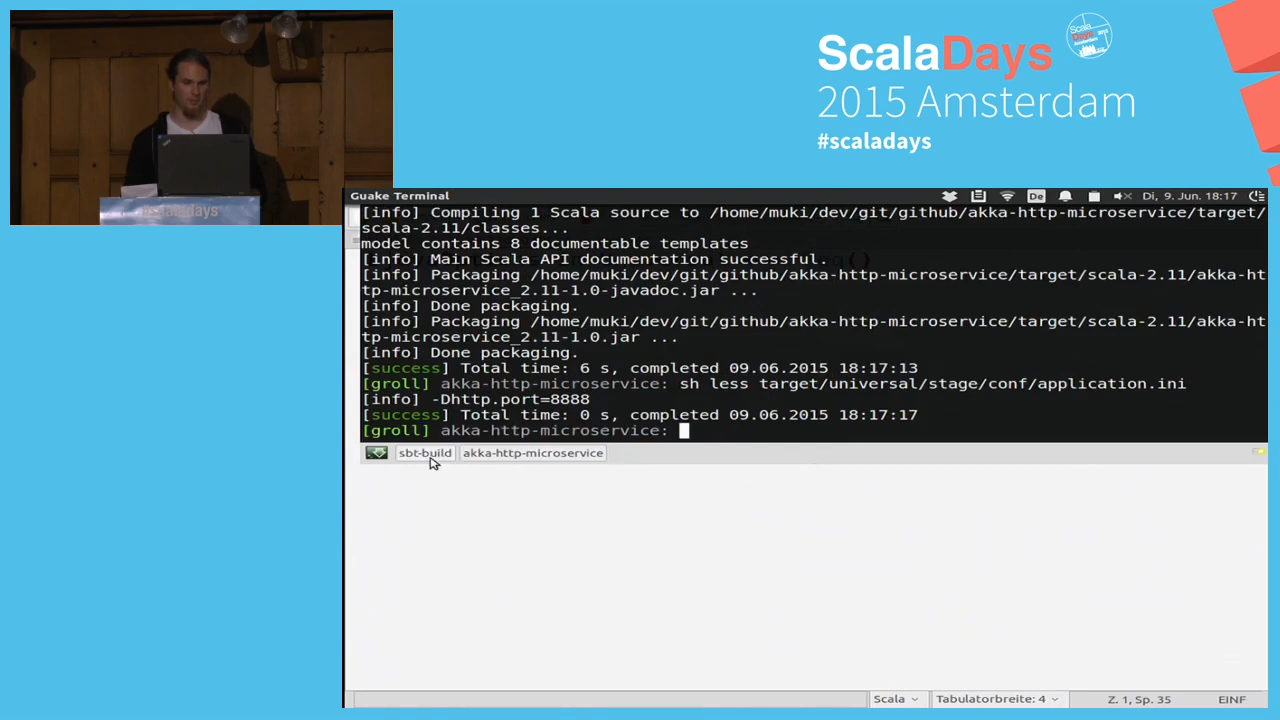 ScalaDays
2015 Amsterdam
#scaladays
Scala
Days
Guake Terminal
De
Di, 9. Jun. 18:17
[info] Compiling 1 Scala source to /home/muki/dev/git/github/akka-http-microservice/target/
scala-2.11/classes...
model contains 8 documentable templates
[info] Main Scala API documentation successful.
[info] Packaging /home/muki/dev/git/github/akka-http-microservice/target/scala-2.11/akka-ht
tp-microservice_2.11-1.0-javadoc.jar ...
[info] Done packaging.
[info] Packaging /home/muki/dev/git/github/akka-http-microservice/target/scala-2.11/akka-ht
tp-microservice_2.11-1.0.jar ...
[info] Done packaging.
[success] Total time: 6 s, completed 09.06.2015 18:17:13
[groll] akka-http-microservice: sh less target/universal/stage/conf/application.ini
[info] -Dhttp.port=8888
[success] Total time: 0 s, completed 09.06.2015 18:17:17
[groll] akka-http-microservice:
sbt-build
akka-http-microservice
Scala
Tabulatorbreite: 4
Z. 1, Sp. 35
EINF
#scaladays